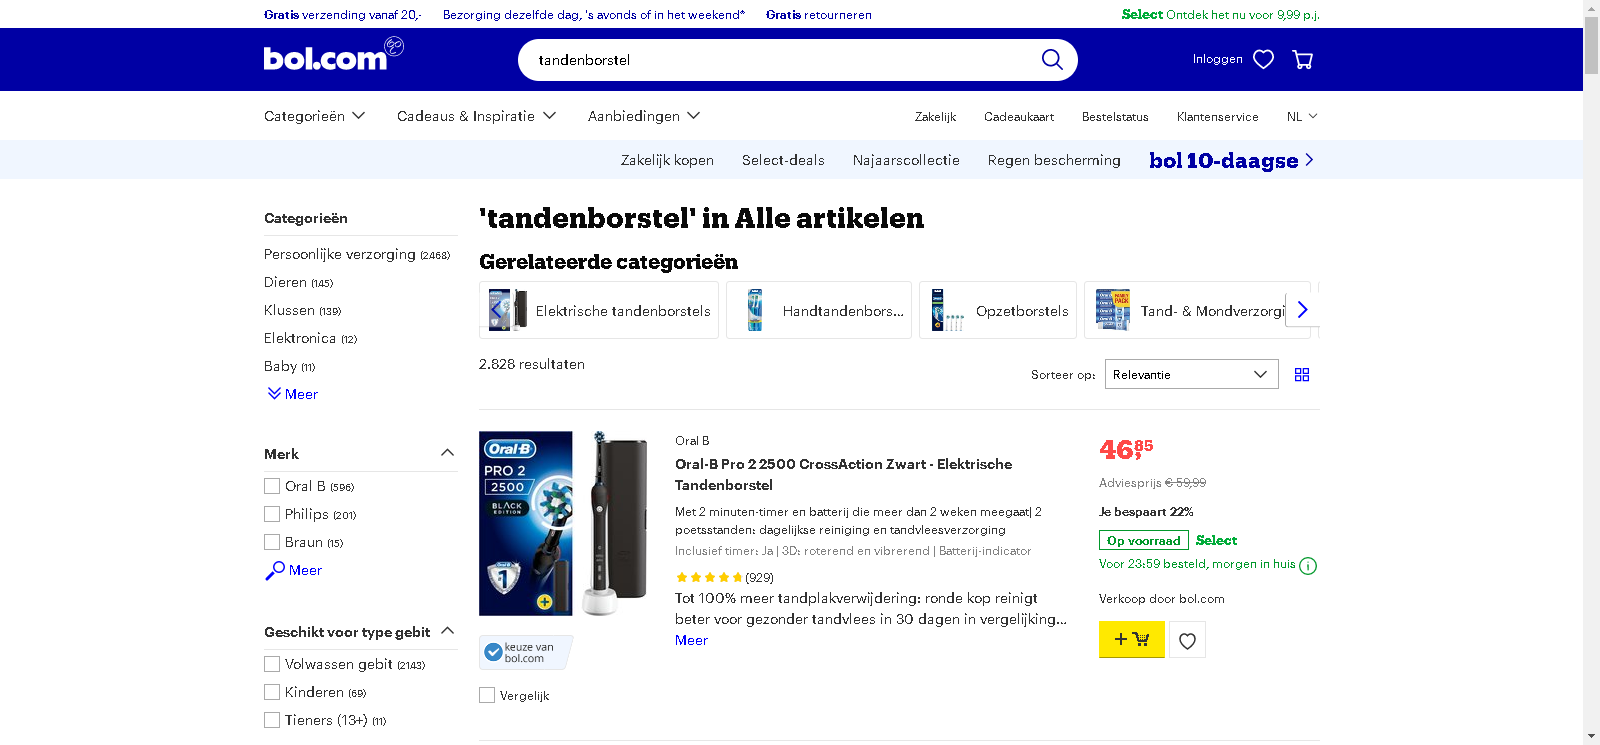 Gratis verzending vanaf 20,-
Bezorging dezelfde dag, 's avonds of in het weekend*
Gratis retourneren
Select Ontdek het nu voor 9,99 p.j.
bol.com
tandenborstel
Inloggen
Categorieën
Cadeaus & Inspiratie
Aanbiedingen
Zakelijk
Cadeaukaart
Bestelstatus
Klantenservice
NL
Zakelijk kopen
Select-deals
Najaarscollectie
Regen bescherming
bol 10-daagse
Categorieën
Persoonlijke verzorging (2468)
Dieren (145)
Klussen (139)
Elektronica (12)
Baby (11)
Meer
Merk
Oral B (596)
Philips (201)
Braun (15)
Meer
Geschikt voor type gebit
Volwassen gebit (2143)
Kinderen (69)
Tieners (13+) (11)
'tandenborstel' in Alle artikelen
Gerelateerde categorieën
Elektrische tandenborstels
Handtandenbors...
Opzetborstels
Tand- & Mondverzorgi
2.828 resultaten
Sorteer op:
Relevantie
Oral-B
PRO 2
2500
BLACK
EDITION
1
keuze van
bol.com
Vergelijk
Oral B
Oral-B Pro 2 2500 CrossAction Zwart - Elektrische
Tandenborstel
Met 2 minuten-timer en batterij die meer dan 2 weken meegaat| 2
poetsstanden: dagelijkse reiniging en tandvleesverzorging
Inclusief timer: Ja | 3D: roterend en vibrerend | Batterij-indicator
(929)
Tot 100% meer tandplakverwijdering: ronde kop reinigt
beter voor gezonder tandvlees in 30 dagen in vergelijking...
Meer
46,85
Adviesprijs € 59,99
Je bespaart 22%
Op voorraad
Select
Voor 23:59 besteld, morgen in huis
Verkoop door bol.com